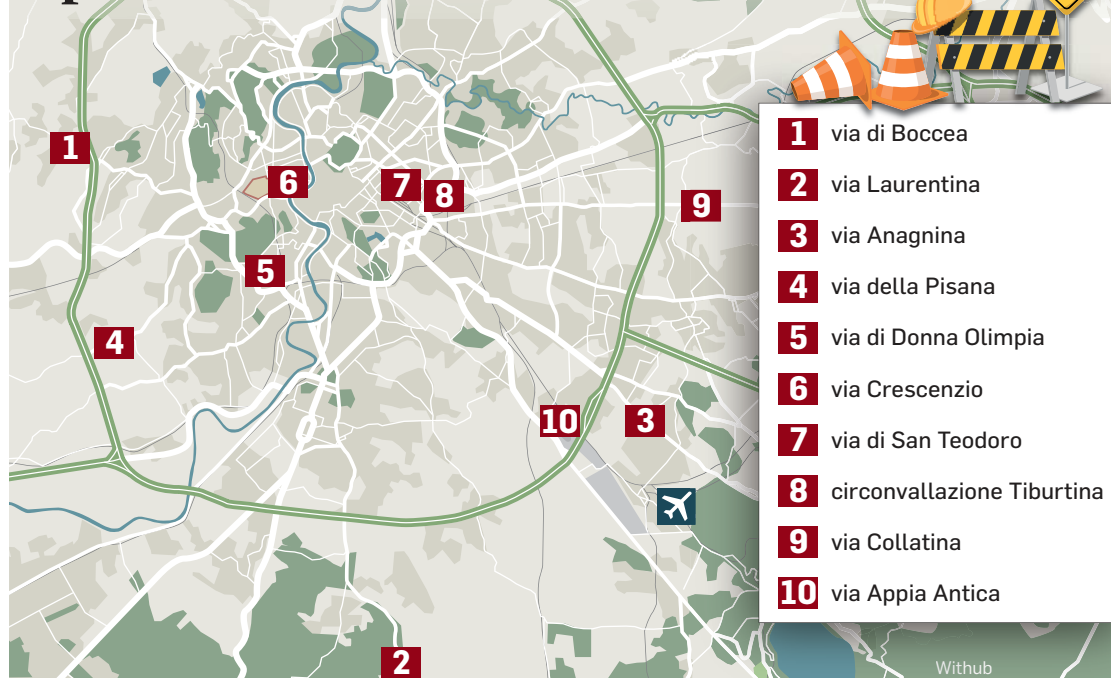 1
6
7
8
9
5
4
10
3
2
1 via di Boccea
2 via Laurentina
3 via Anagnina
4 via della Pisana
5 via di Donna Olimpia
6 via Crescenzio
7 via di San Teodoro
8 circonvallazione Tiburtina
9 via Collatina
10 via Appia Antica
Withub